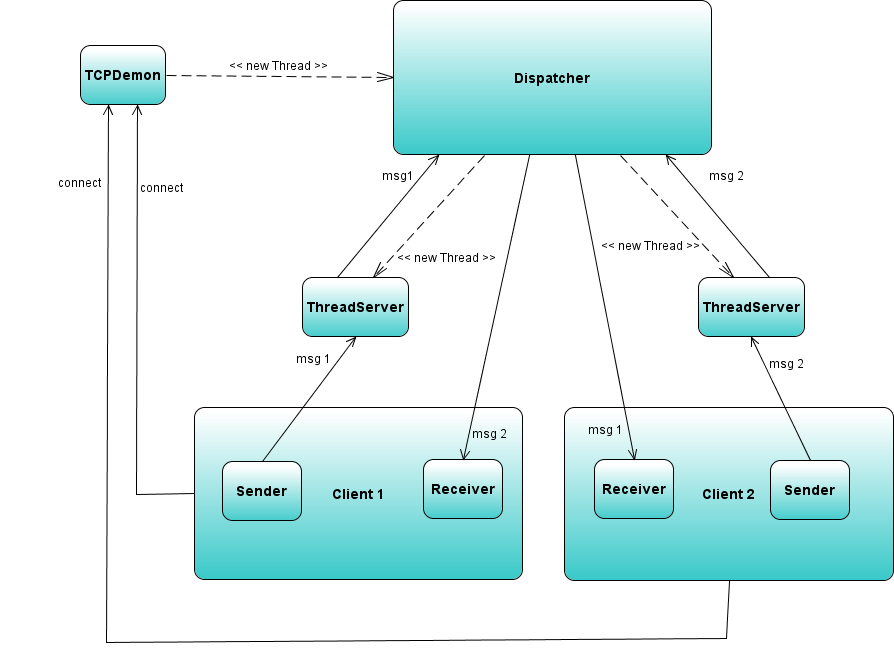 << new Thread >>
TCPDemon
Dispatcher
msg1
msg 2
connect
connect
<< new Thread >>
<< new Thread >>
ThreadServer
ThreadServer
msg 1
msg 2
msg 2
msg 1
Sender
Client 1
Receiver
Receiver
Client 2
Sender